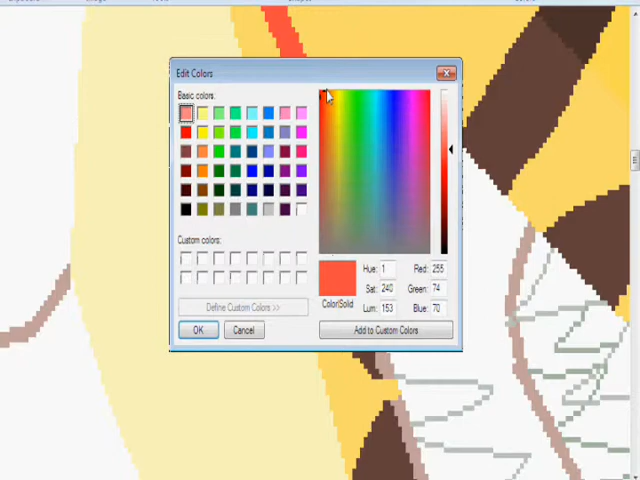 Edit Colors
Basic colors:
Custom colors:
Define Custom Colors >>
OK
Cancel
Color|Solid
Hue: 1
Sat: 240
Lum: 153
Red: 255
Green: 74
Blue: 70
Add to Custom Colors